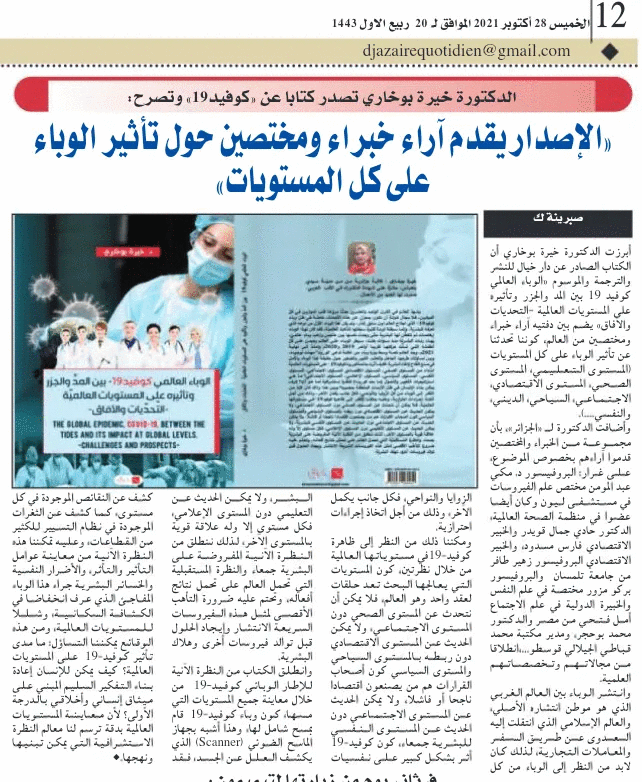 12
الخميس 28 أكتوبر 2021 الموافق لـ 20 ربيع الاول 1443
djazairequotidien@gmail.com
الدكتورة خيرة بوخاري تصدر كتابا عن «كوفيد19» وتصرح:
«الإصدار يقدم آراء خبراء ومختصين حول تأثير الوباء
على كل المستويات»
صبرينة ك
أبرزت الدكتورة خيرة بوخاري أن
الكتاب الصادر عن دار خيال للنشر
والترجمة والموسوم «الوباء العالمي
كوفيد 19 بين المد والجزر وتأثيره
على المستويات العالمية -التحديات
والآفاق» يضم بين دفتيه آراء خبراء
ومختصين من العالم، كوننا تحدثنا
عن تأثير الوباء على كل المستويات
(المستوى التعليمي، المستوى
الصحي، المستوى الاقتصادي،
الاجتماعي، السياحي، الديني،
والنفسي...).
وأضافت الدكتورة لـ «الجزائر»، بأن
مجموعة من الخبراء والمختصين
قدموا آراءهم بخصوص الموضوع،
على غرار: البروفيسور د. مكي
عبد المومن مختص علم الفيروسات
في مستشفى ليون وكان أيضا
عضوا في منظمة الصحة العالمية،
الدكتور حادي جمال قويدر والخبير
الاقتصادي فارس مسدود، والخبير
الاقتصادي البروفسور زهير طافر
من جامعة تلمسان والبروفيسور
بركو مزوز مختصة في علم النفس
والخبيرة الدولية في علم الاجتماع
أمل فتحي من مصر والدكتور
محمد بوحجر، ومدير مكتبة محمد
قباطي الجيلالي قوسطو...انطلاقا
من مجالاتهم وتخصصاتهم
العلمية.
وانتشر الوباء بين العالم الغربي
الذي هو موطن انتشاره الأصلي،
والعالم الإسلامي الذي انتقلت إليه
العدوى عن طريق السفر
والمعاملات التجارية، لذلك كان
لابد من النظر إلى الوباء من كل
خيرة بوخاري
الوباء العالمي كوفيد19- بين المد والجزر
وتأثيره على المستويات العالمية
-التحديات والآفاق-
THE GLOBAL EPIDEMIC, COVID-19, BETWEEN THE
TIDES AND ITS IMPACT AT GLOBAL LEVELS.
-CHALLENGES AND PROSPECTS-
الزوايا والنواحي، فكل جانب يكمل
الآخر، وذلك من أجل اتخاذ إجراءات
احترازية.
ومكننا ذلك من النظر إلى ظاهرة
كوفيد-19 في مستوياتها العالمية
من خلال نظرتين، كون المستويات
التي يعالجها البحث تعد حلقات
لعقد واحد وهو العالم، فلا يمكن أن
نتحدث عن المستوى الصحي دون
المستوى الاجتماعي، ولا يمكن
الحديث عن المستوى الاقتصادي
دون ربطه بالمستوى السياحي
والمستوى السياسي كون أصحاب
القرارات هم من يصنعون اقتصادا
ناجحا أو فاشلا، ولا يمكن الحديث
عن المستوى الاجتماعي دون
الحديث عن المستوى النفسي
للبشرية جمعاء، كون كوفيد-19
أثر بشكل كبير على نفسيات
البشر، ولا يمكن الحديث عن
التعليمي دون المستوى الإعلامي،
فكل مستوى إلا وله علاقة قوية
بالمستوى الاخر، لذلك ننطلق من
النظرة الآنية المفروضة على
البشرية جمعاء، والنظرة المستقبلية
التي تحمل العالم على تحمل نتائج
أفعاله، وتحتم عليه ضرورة التأهب
الأقصى لمثل هذه الفيروسات
السريعة الانتشار وإيجاد الحلول
قبل توالد فيروسات أخرى وهلاك
البشرية.
وانطلق الكتاب من النظرة الآنية
للإطار الوبائي كوفيد-19 من
خلال معاينة جميع المستويات التي
مسها، كون وباء كوفيد-19 قام
بمسح شامل لها، وهذا أشبه بجهاز
الماسح الضوئي (Scanner) الذي
يكشف العلل عن الجسد، فقد
كشف عن النقائص الموجودة في كل
مستوى، كما كشف عن الثغرات
الموجودة في نظام التسيير للكثير
من القطاعات، وعليه تمكننا هذه
النظرة الآنية من معاينة عوامل
التأثير والتأثر، والأضرار النفسية
والخسائر البشرية جراء هذا الوباء
المفاجئ الذي عرف انخفاضا في
الكثافة السكانية، وشللا
للمستويات العالمية، ومن هذه
الوقائع يمكننا التساؤل: ما مدى
تأثير كوفيد-19 على المستويات
العالمية؟ كيف يمكن للإنسان إعادة
بناء التفكير السليم المبني على
ميثاق إنساني وأخلاقي بالدرجة
الأولى؟ لأن معاينة المستويات
العالمية بدقة ترسم لنا معالم النظرة
الاستشرافية التي يمكن تبنيها
ونهجها.